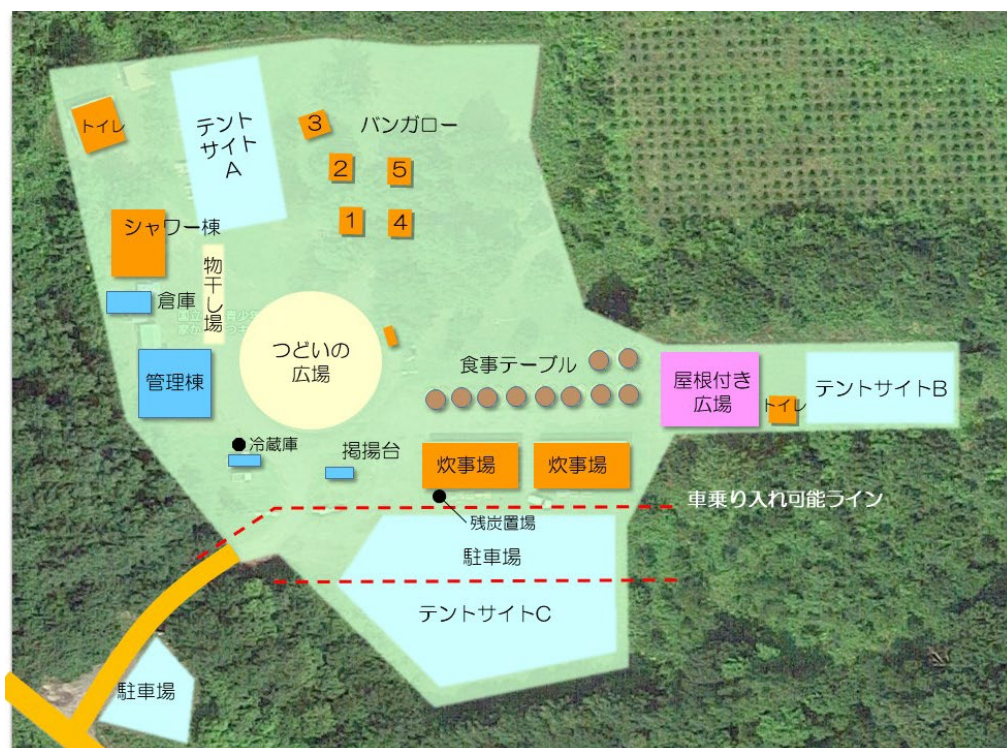 トイレ
テント
サイト
A
3
バンガロー
2
5
1
4
シャワー棟
物干し場
倉庫
つどいの
広場
管理棟
食事テーブル
屋根付き
広場
トイレ
テントサイトB
冷蔵庫
掲揚台
炊事場
炊事場
車乗り入れ可能ライン
残炭置場
駐車場
テントサイトC
駐車場